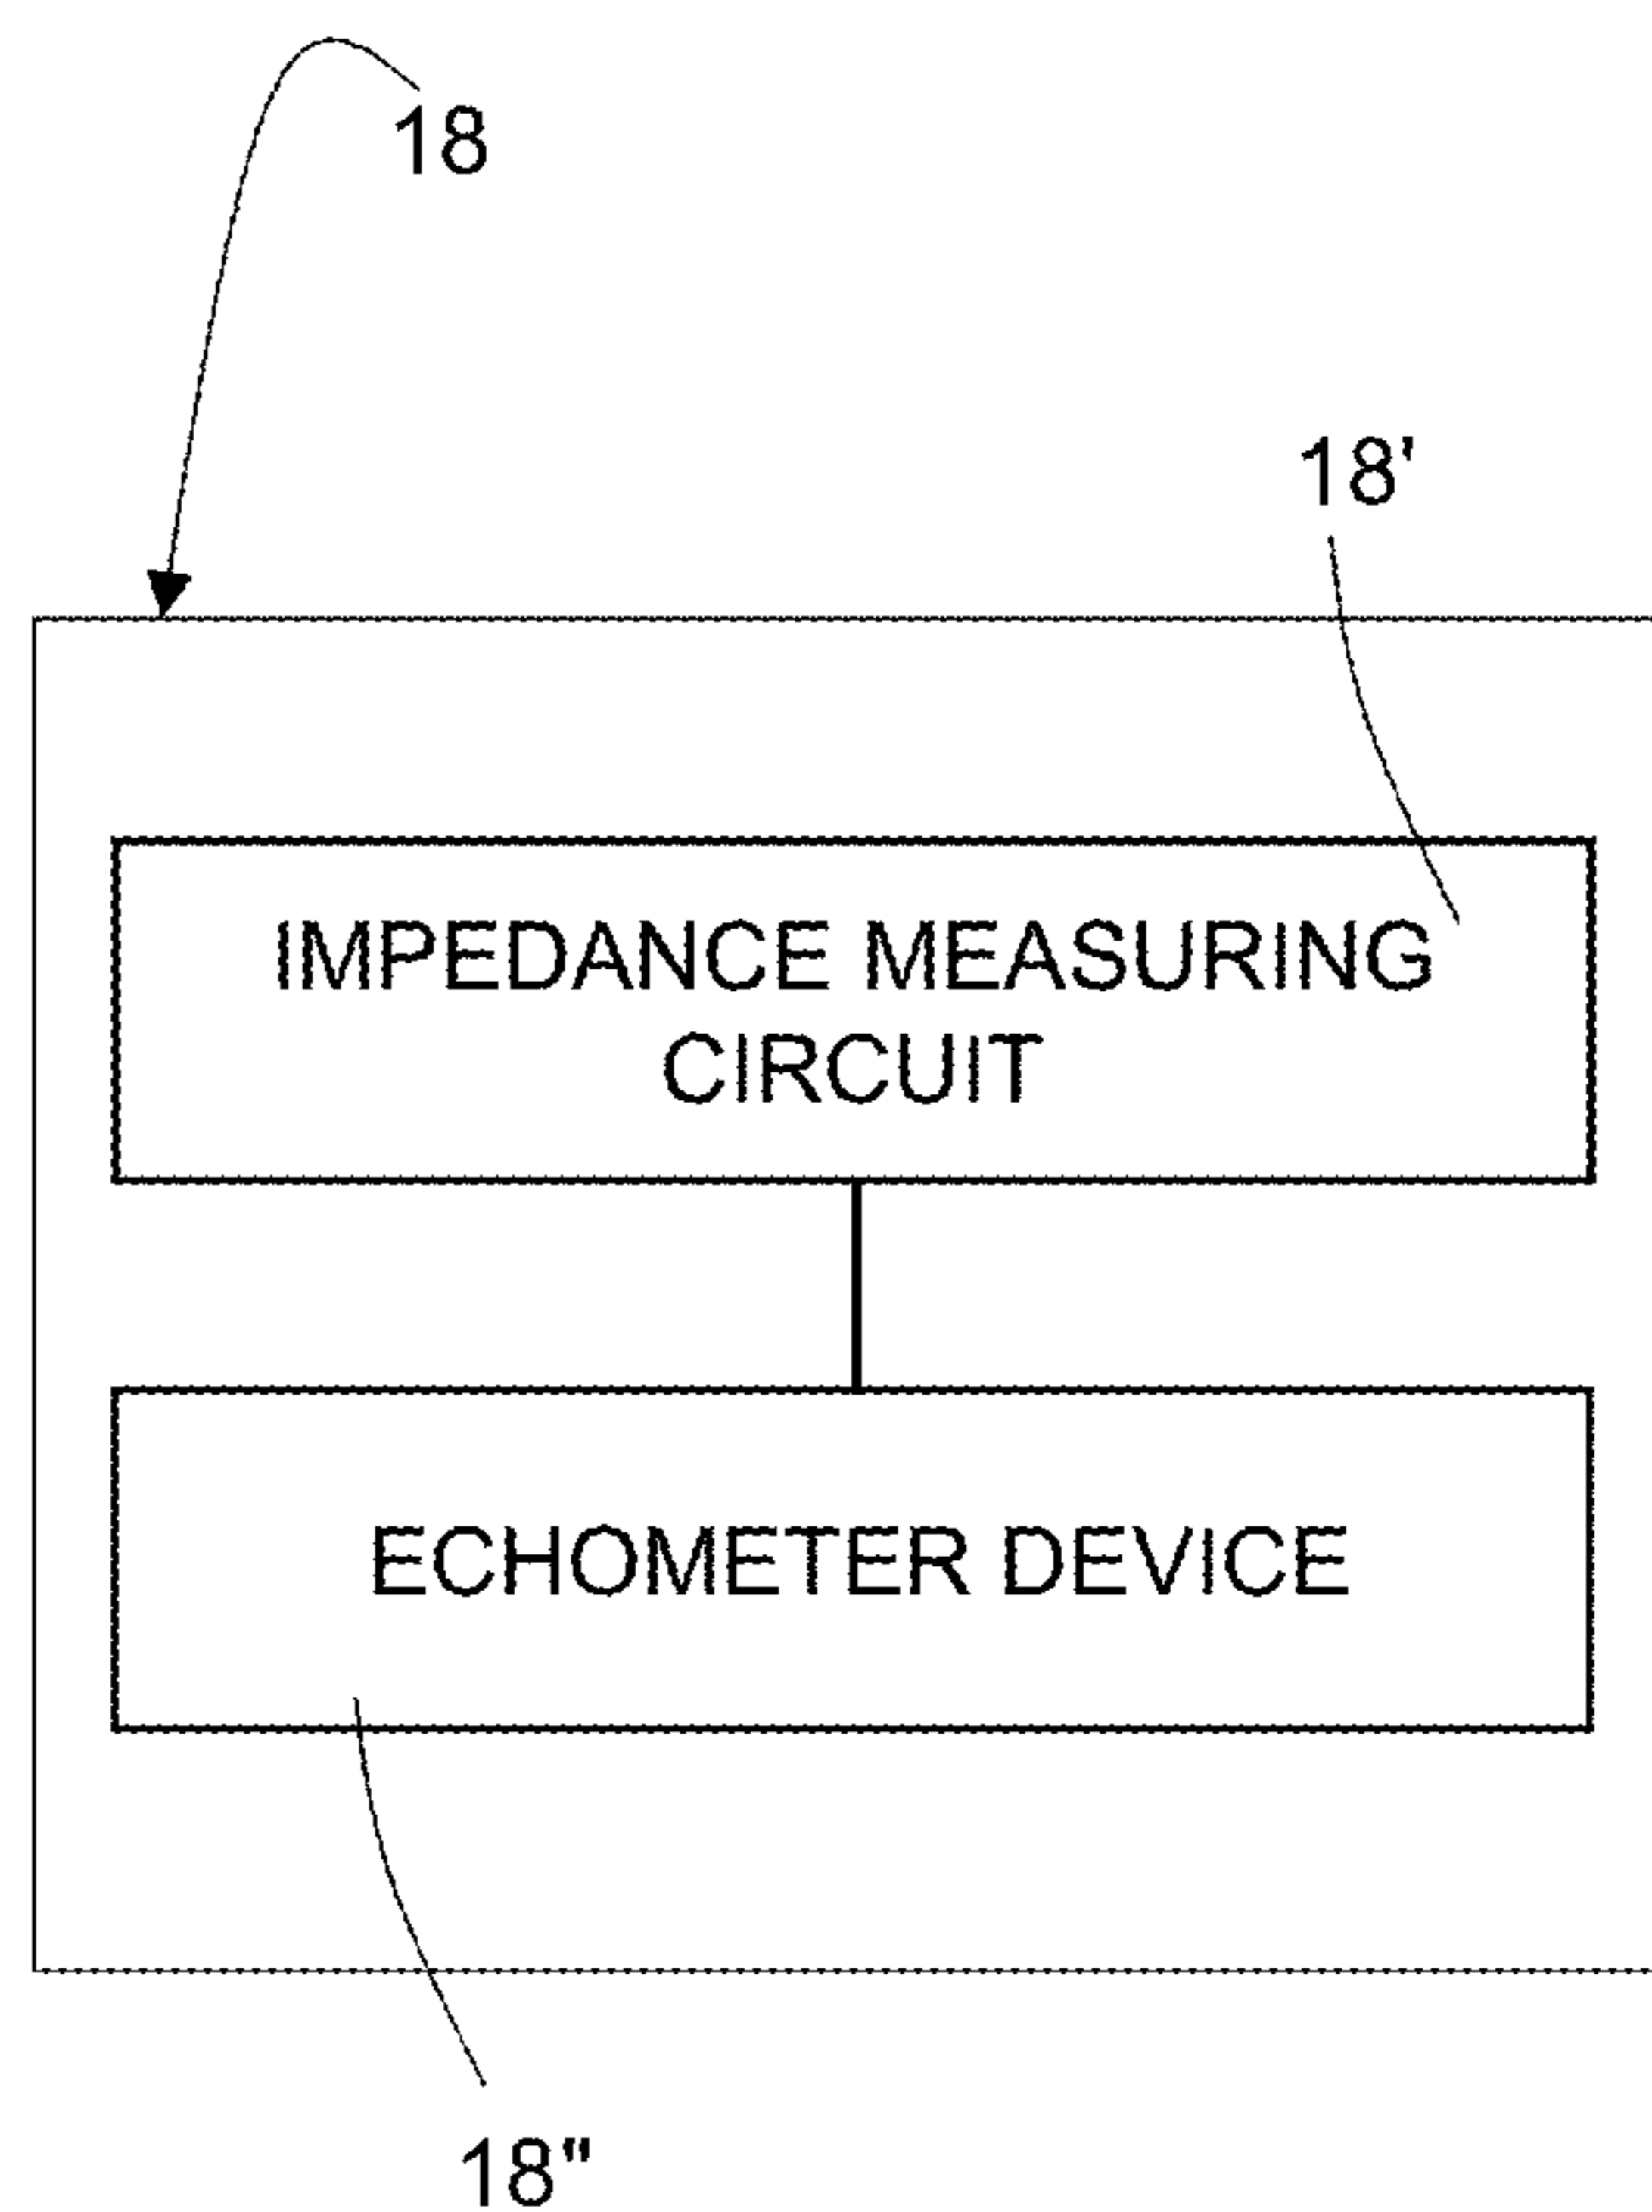 18
18'
IMPEDANCE MEASURING
CIRCUIT
ECHOMETER DEVICE
18"